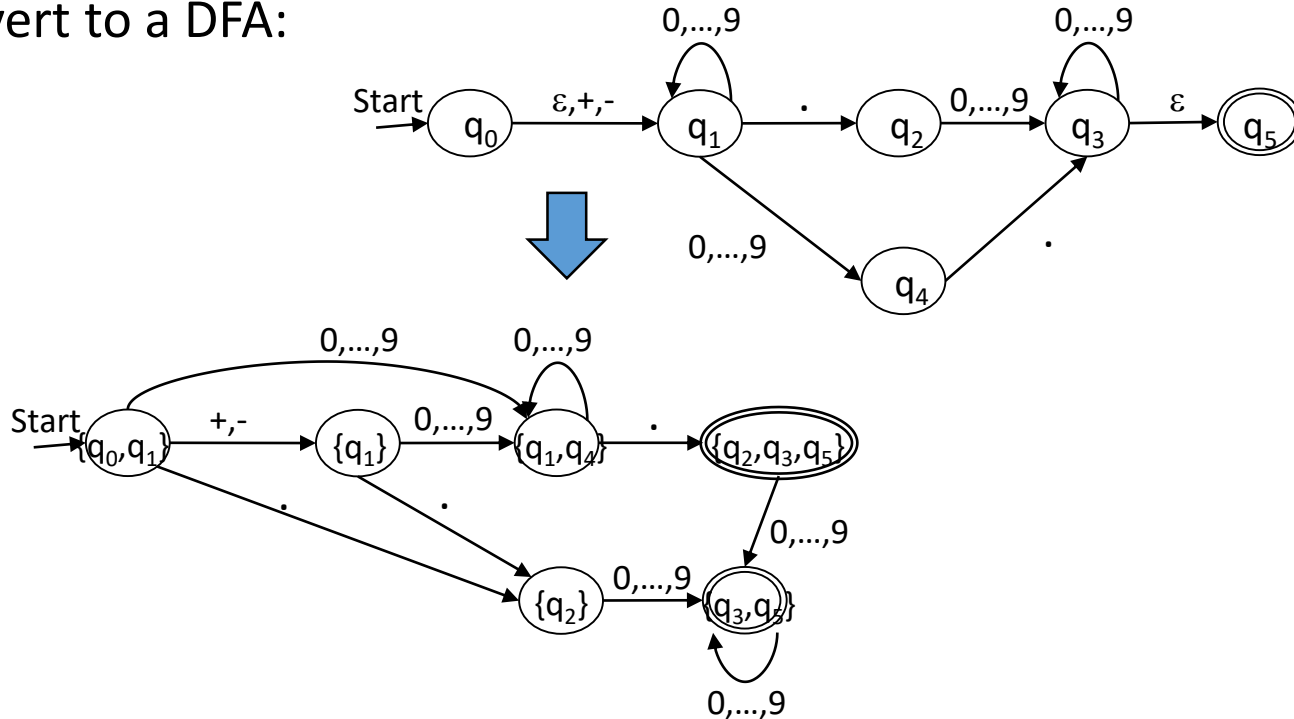 vert to a DFA:
0,...,9
0,...,9
Start
q0
ε,+,-
q1
.
q2
0,...,9
q3
ε
q5
0,...,9
q4
.
0,...,9
0,...,9
Start
{q0,q1}
+,-
{q1}
0,...,9
{q1,q4}
.
{q2,q3,q5}
.
.
0,...,9
{q2}
0,...,9
{q3,q5}
0,...,9